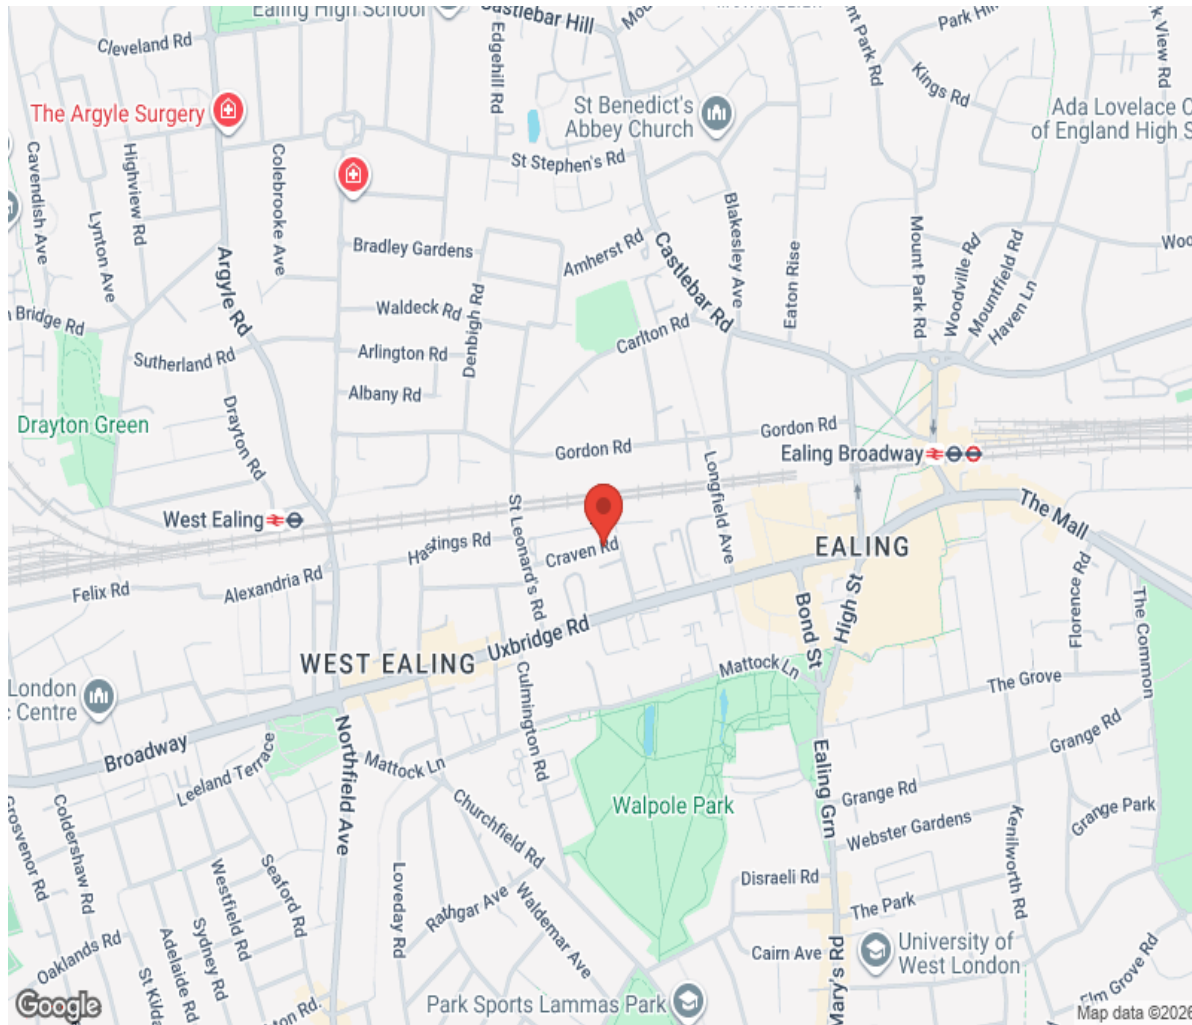 Ealing High School
Castlebar Hill
Park Hill
Cleveland Rd
Edgehill Rd
Kings Rd
The Argyle Surgery
St Benedict's
Abbey Church
Ada Lovelace C
of England High S
Cavendish Ave
Highview Rd
Colebrooke Ave
St Stephen's Rd
Lynton Ave
Blakesley Ave
Mount Park Rd
Woodville Rd
Mountfield Rd
Haven Ln
Argyle Rd
Bradley Gardens
Amherst Rd
Castlebar Rd
Eaton Rise
Waldeck Rd
Denbigh Rd
Bridge Rd
Carlton Rd
Sutherland Rd
Arlington Rd
Albany Rd
Drayton Green
Drayton Rd
Gordon Rd
Gordon Rd
Ealing Broadway
Longfield Ave
West Ealing
St Leonard's Rd
The Mall
Hastings Rd
Craven Rd
EALING
Felix Rd
Alexandria Rd
High St
Bond St
Florence Rd
The Common
Uxbridge Rd
WEST EALING
Mattock Ln
Culmington Rd
The Grove
London
c Centre
Broadway
Northfield Ave
Mattock Ln
Leeland Terrace
Grange Rd
Ealing Grn
Grange Rd
Walpole Park
Churchfield Rd
Webster Gardens
Grange Park
Kenilworth Rd
Grosvenor Rd
Coldershaw Rd
Seaford Rd
Westfield Rd
Loveday Rd
Disraeli Rd
Rathgar Ave
Waldemar Ave
The Park
Sydney Rd
Adelaide Rd
Oaklands Rd
Cairn Ave
University of
West London
Elm Grove Rd
St Kilda
Mary's Rd
Park Sports Lammas Park
Google
Map data ©2026